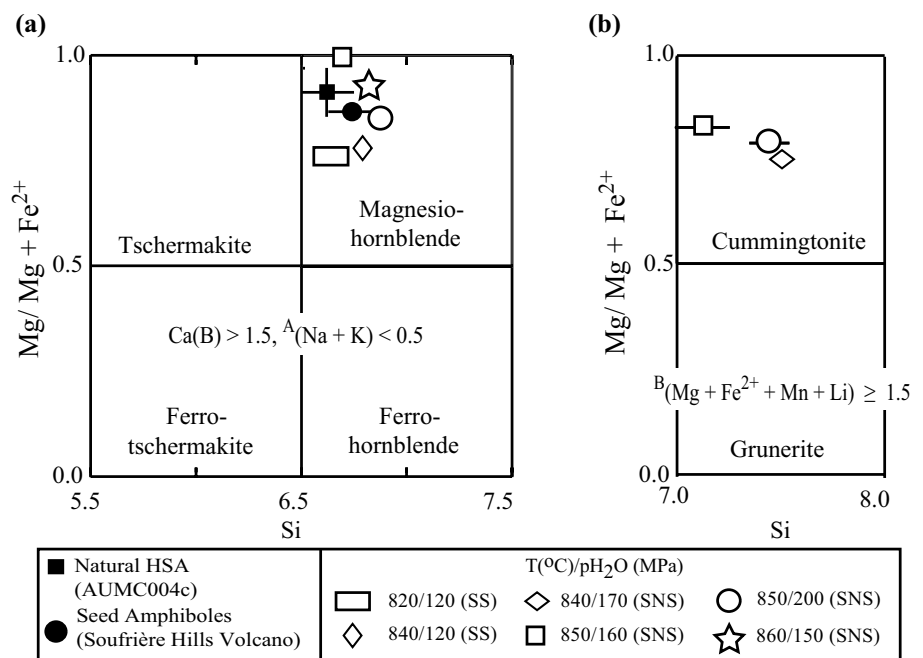 (a)
(b)
1.0
0.5
0.0
Mg/ Mg + Fe²⁺
Tschermakite
Magnesio-
hornblende
Ca(B) > 1.5, ᴬ(Na + K) < 0.5
Ferro-
tschermakite
Ferro-
hornblende
5.5
6.5
7.5
Si
1.0
0.5
0.0
Mg/ Mg + Fe²⁺
Cummingtonite
ᴮ(Mg + Fe²⁺ + Mn + Li) ≥ 1.5
Grunerite
7.0
8.0
Si
Natural HSA
(AUMC004c)
Seed Amphiboles
(Soufrière Hills Volcano)
T(ºC)/pH₂O (MPa)
820/120 (SS)
840/170 (SNS)
850/200 (SNS)
840/120 (SS)
850/160 (SNS)
860/150 (SNS)